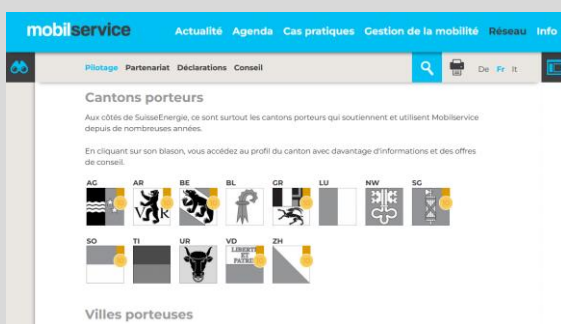 mobilservice
Actualité Agenda Cas pratiques Gestion de la mobilité Réseau Info
Pilotage Partenariat Déclarations Conseil
De Fr It
Cantons porteurs
Aux côtés de SuisseEnergie, ce sont surtout les cantons porteurs qui soutiennent et utilisent Mobilservice
depuis de nombreuses années.
En cliquant sur son blason, vous accédez au profil du canton avec davantage d'informations et des offres
de conseil.
AG AR BE BL GR LU NW SG
V R
SO TI UR VD ZH
LIBERTÉ
ET
PATRIE
Villes porteuses